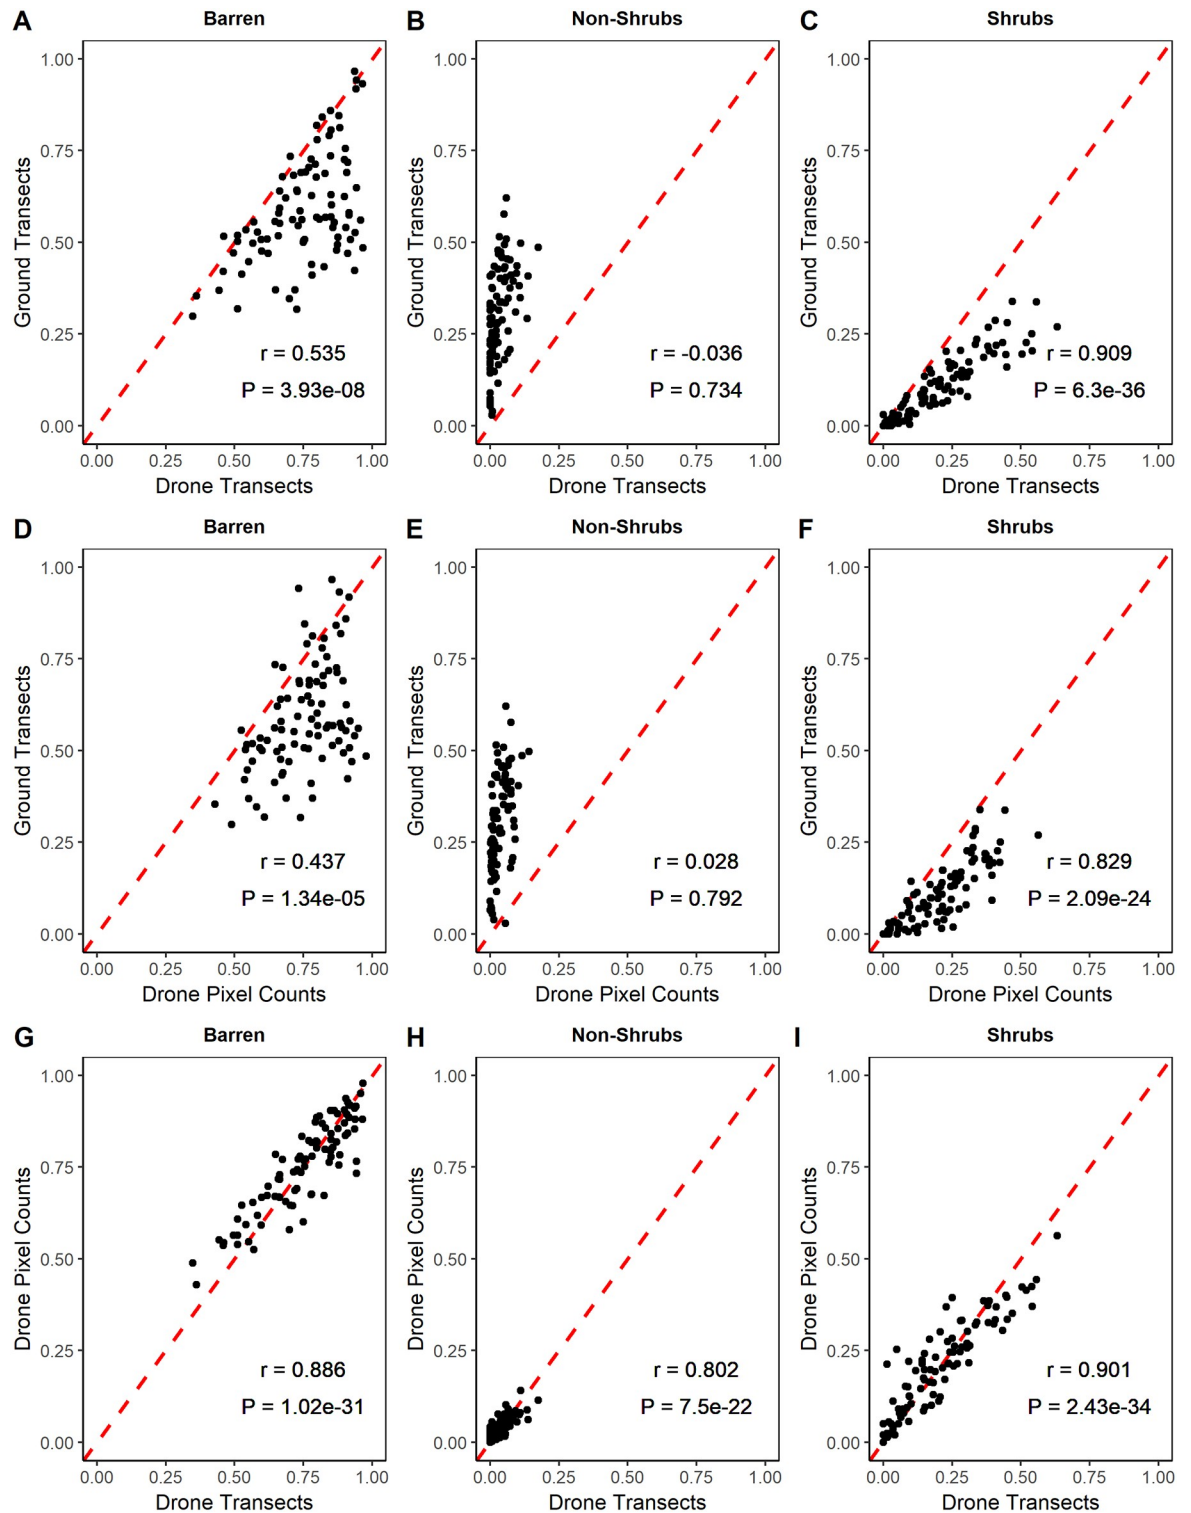 A Barren
B Non-Shrubs
C Shrubs
Ground Transects
1.00
0.75
0.50
0.25
0.00
r = 0.535
P = 3.93e-08
0.00 0.25 0.50 0.75 1.00
Drone Transects
Ground Transects
1.00
0.75
0.50
0.25
0.00
r = -0.036
P = 0.734
0.00 0.25 0.50 0.75 1.00
Drone Transects
Ground Transects
1.00
0.75
0.50
0.25
0.00
r = 0.909
P = 6.3e-36
0.00 0.25 0.50 0.75 1.00
Drone Transects
D Barren
E Non-Shrubs
F Shrubs
Ground Transects
1.00
0.75
0.50
0.25
0.00
r = 0.437
P = 1.34e-05
0.00 0.25 0.50 0.75 1.00
Drone Pixel Counts
Ground Transects
1.00
0.75
0.50
0.25
0.00
r = 0.028
P = 0.792
0.00 0.25 0.50 0.75 1.00
Drone Pixel Counts
Ground Transects
1.00
0.75
0.50
0.25
0.00
r = 0.829
P = 2.09e-24
0.00 0.25 0.50 0.75 1.00
Drone Pixel Counts
G Barren
H Non-Shrubs
I Shrubs
Drone Pixel Counts
1.00
0.75
0.50
0.25
0.00
r = 0.886
P = 1.02e-31
0.00 0.25 0.50 0.75 1.00
Drone Transects
Drone Pixel Counts
1.00
0.75
0.50
0.25
0.00
r = 0.802
P = 7.5e-22
0.00 0.25 0.50 0.75 1.00
Drone Transects
Drone Pixel Counts
1.00
0.75
0.50
0.25
0.00
r = 0.901
P = 2.43e-34
0.00 0.25 0.50 0.75 1.00
Drone Transects